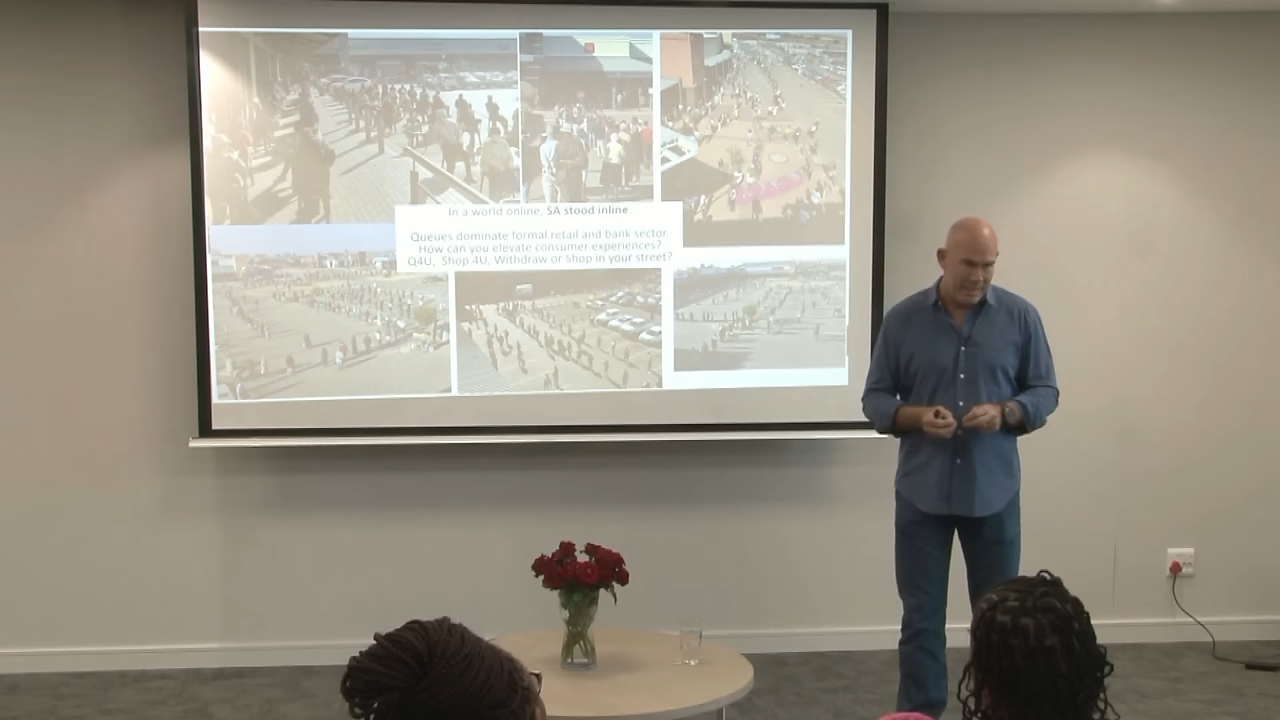 In a world online, SA stood inline.
Queues dominate formal retail and bank sector.
How can you elevate consumer experiences?
Q4U, Shop 4U, Withdraw or Shop in your street?